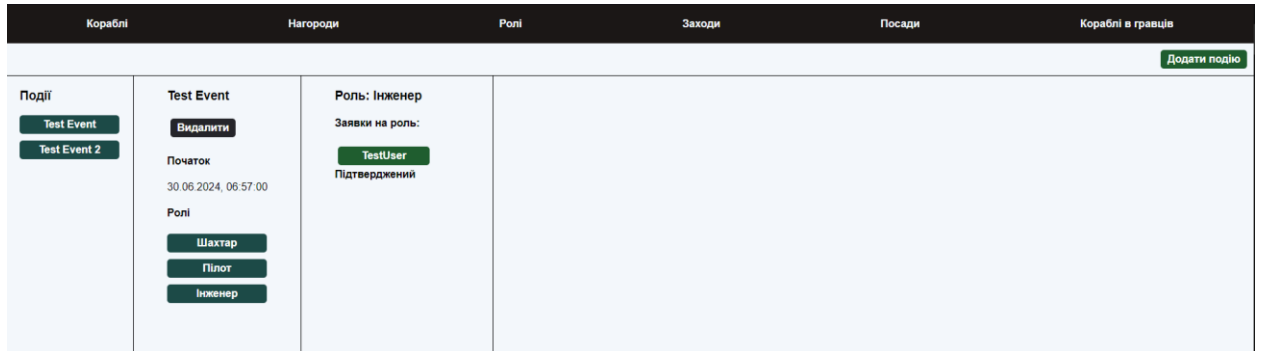 Кораблі
Нагороди
Ролі
Заходи
Посади
Кораблі в гравців
Додати подію
Події
Test Event
Test Event 2
Test Event
Видалити
Початок
30.06.2024, 06:57:00
Ролі
Шахтар
Пілот
Інженер
Роль: Інженер
Заявки на роль:
TestUser
Підтверджений